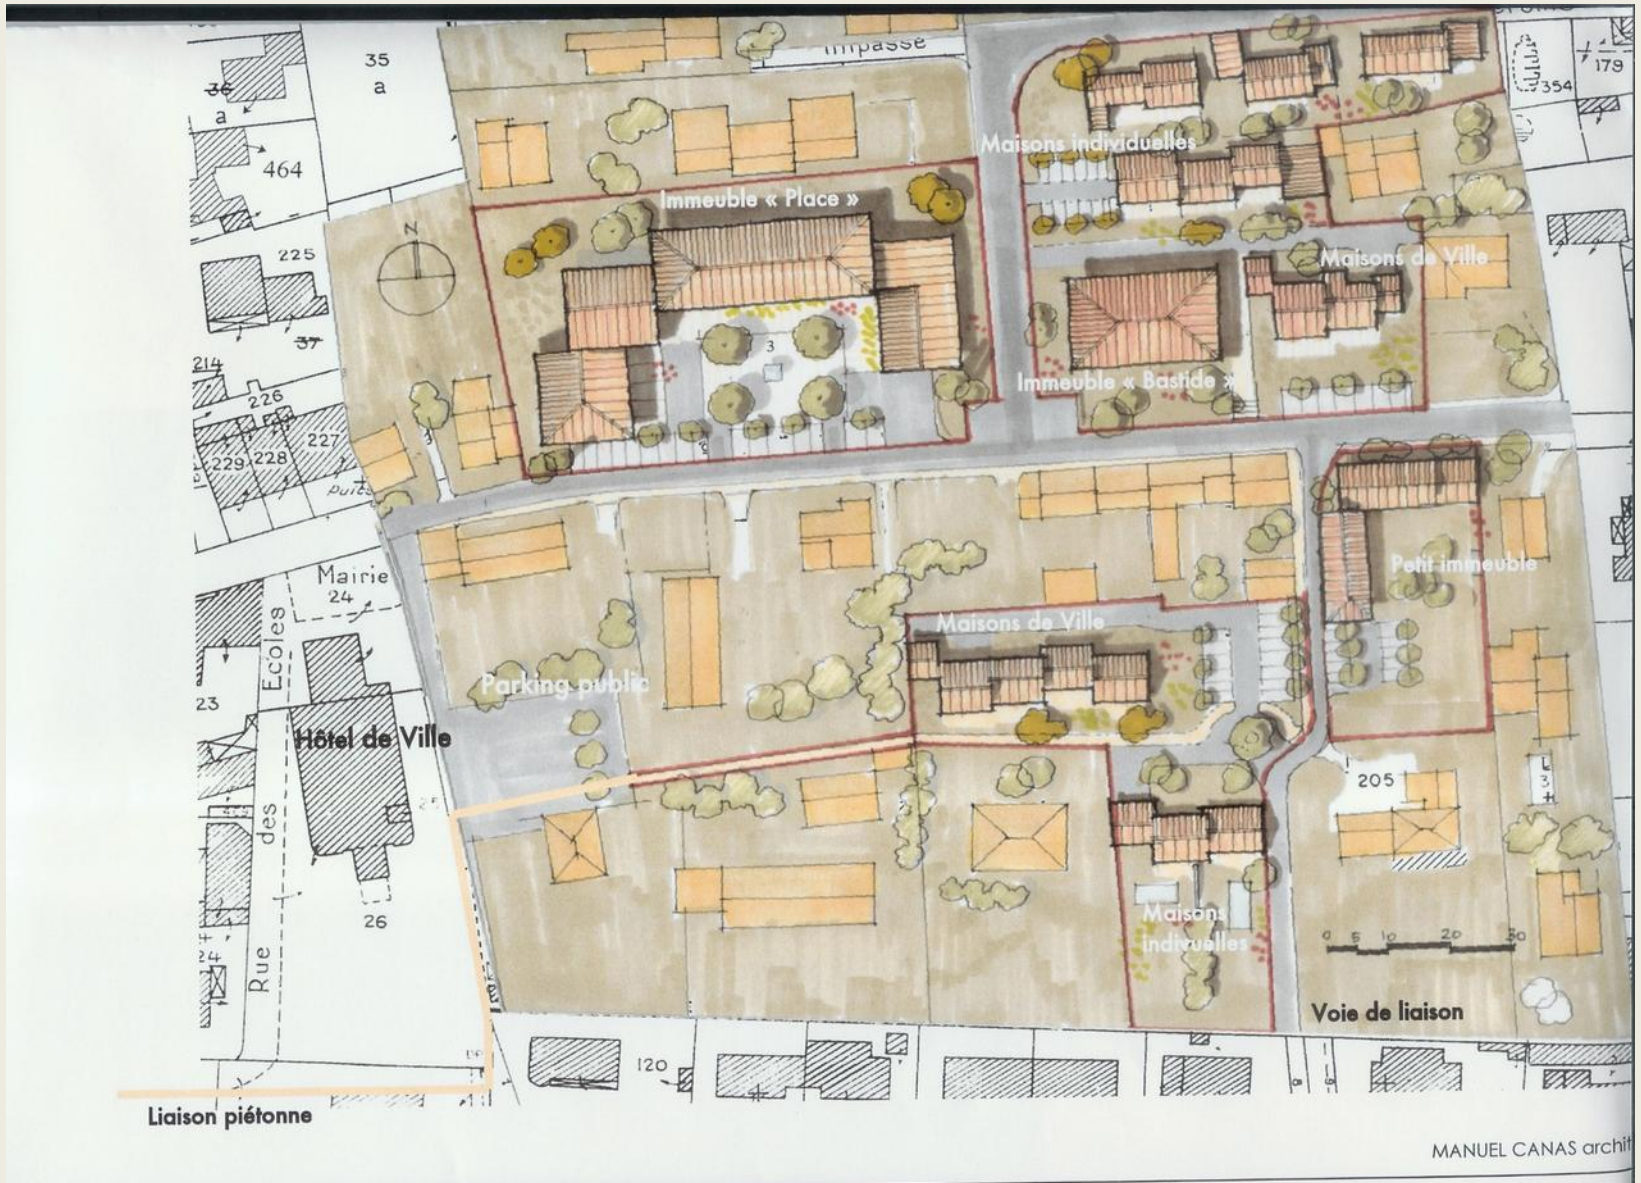 Impasse
35
a
36
a
179
354
464
Maisons individuelles
Immeuble « Place »
N
225
Maisons de Ville
37
3
214
226
Immeuble « Bastide »
227
229
228
puits
Mairie
24
Petit immeuble
Ecoles
Maisons de Ville
Parking public
23
Hôtel de Ville
205
des
26
Maisons
indivuelles
0 5 10 20 30
24
Rue
Voie de liaison
120
Liaison piétonne
MANUEL CANAS archit